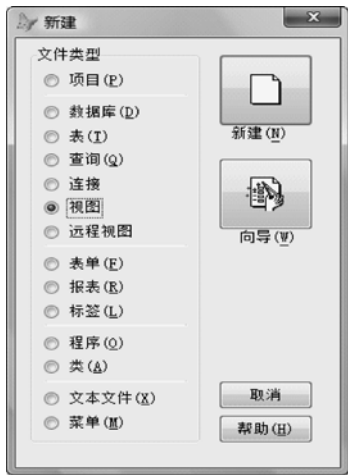 新建
文件类型
项目(P)
数据库(D)
表(T)
查询(Q)
连接
视图
远程视图
表单(F)
报表(R)
标签(L)
程序(O)
类(A)
文本文件(X)
菜单(M)
新建(N)
向导(W)
取消
帮助(H)